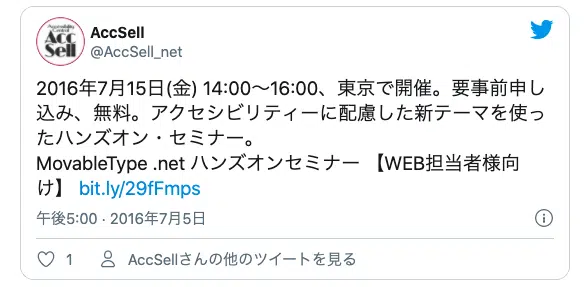 Accessibility Central
Acc
Sell
AccSell
@AccSell_net
2016年7月15日(金) 14:00〜16:00、東京で開催。要事前申し
込み、無料。アクセシビリティーに配慮した新テーマを使っ
たハンズオン・セミナー。
MovableType .net ハンズオンセミナー 【WEB担当者様向
け】 bit.ly/29fFmps
午後5:00 · 2016年7月5日
1
AccSellさんの他のツイートを見る